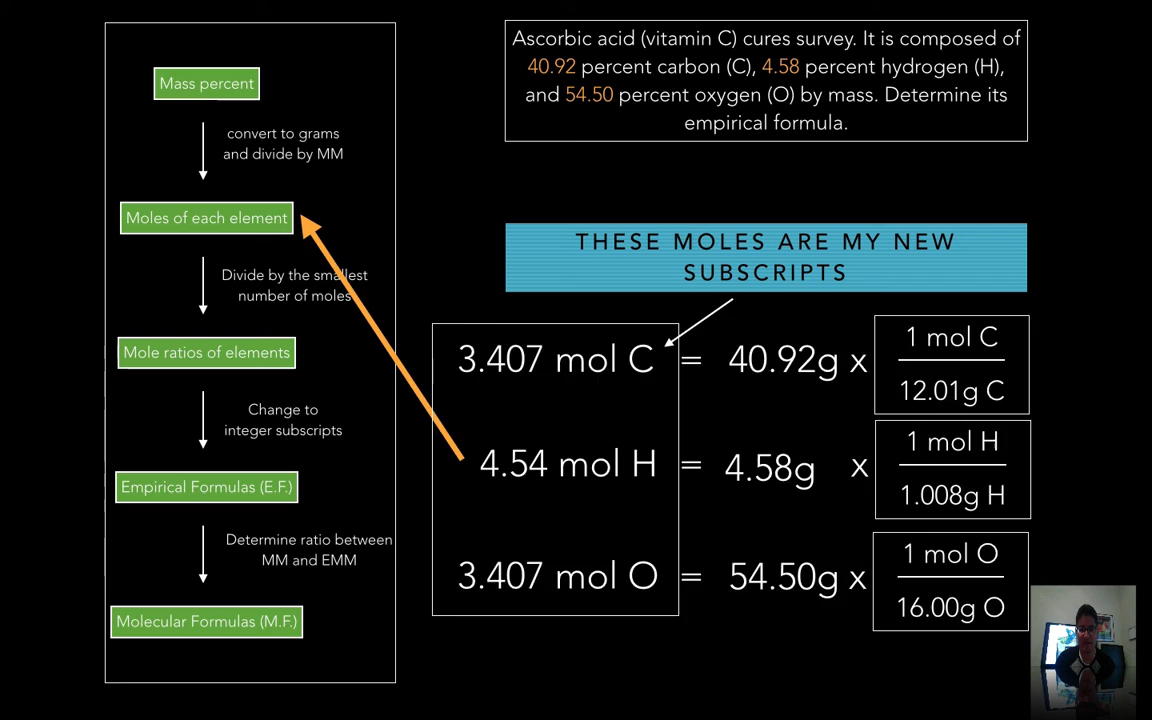 Mass percent
convert to grams
and divide by MM
Moles of each element
Divide by the smallest
number of moles
Mole ratios of elements
Change to
integer subscripts
Empirical Formulas (E.F.)
Determine ratio between
MM and EMM
Molecular Formulas (M.F.)
Ascorbic acid (vitamin C) cures survey. It is composed of
40.92 percent carbon (C), 4.58 percent hydrogen (H),
and 54.50 percent oxygen (O) by mass. Determine its
empirical formula.
THESE MOLES ARE MY NEW
SUBSCRIPTS
3.407 mol C = 40.92g x
1 mol C
12.01g C
4.54 mol H = 4.58g x
1 mol H
1.008g H
3.407 mol O = 54.50g x
1 mol O
16.00g O